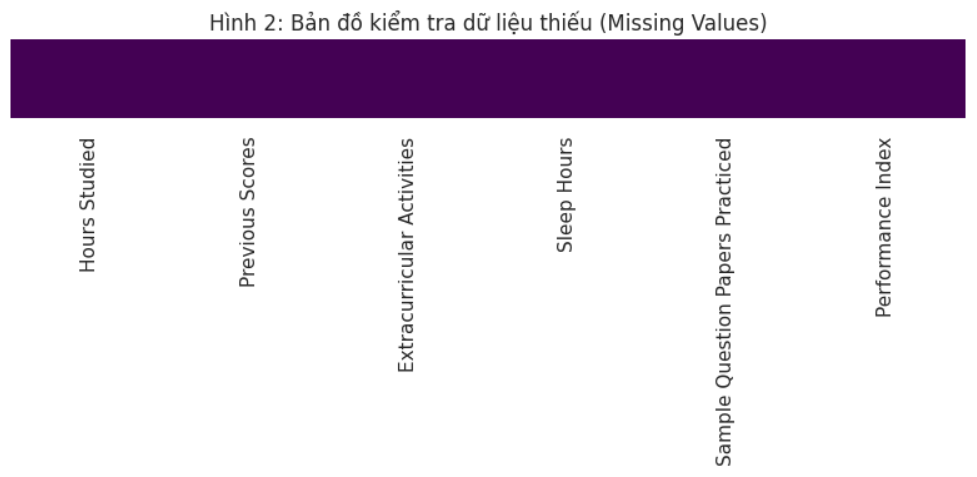 Hình 2: Bản đồ kiểm tra dữ liệu thiếu (Missing Values)
Hours Studied
Previous Scores
Extracurricular Activities
Sleep Hours
Sample Question Papers Practiced
Performance Index